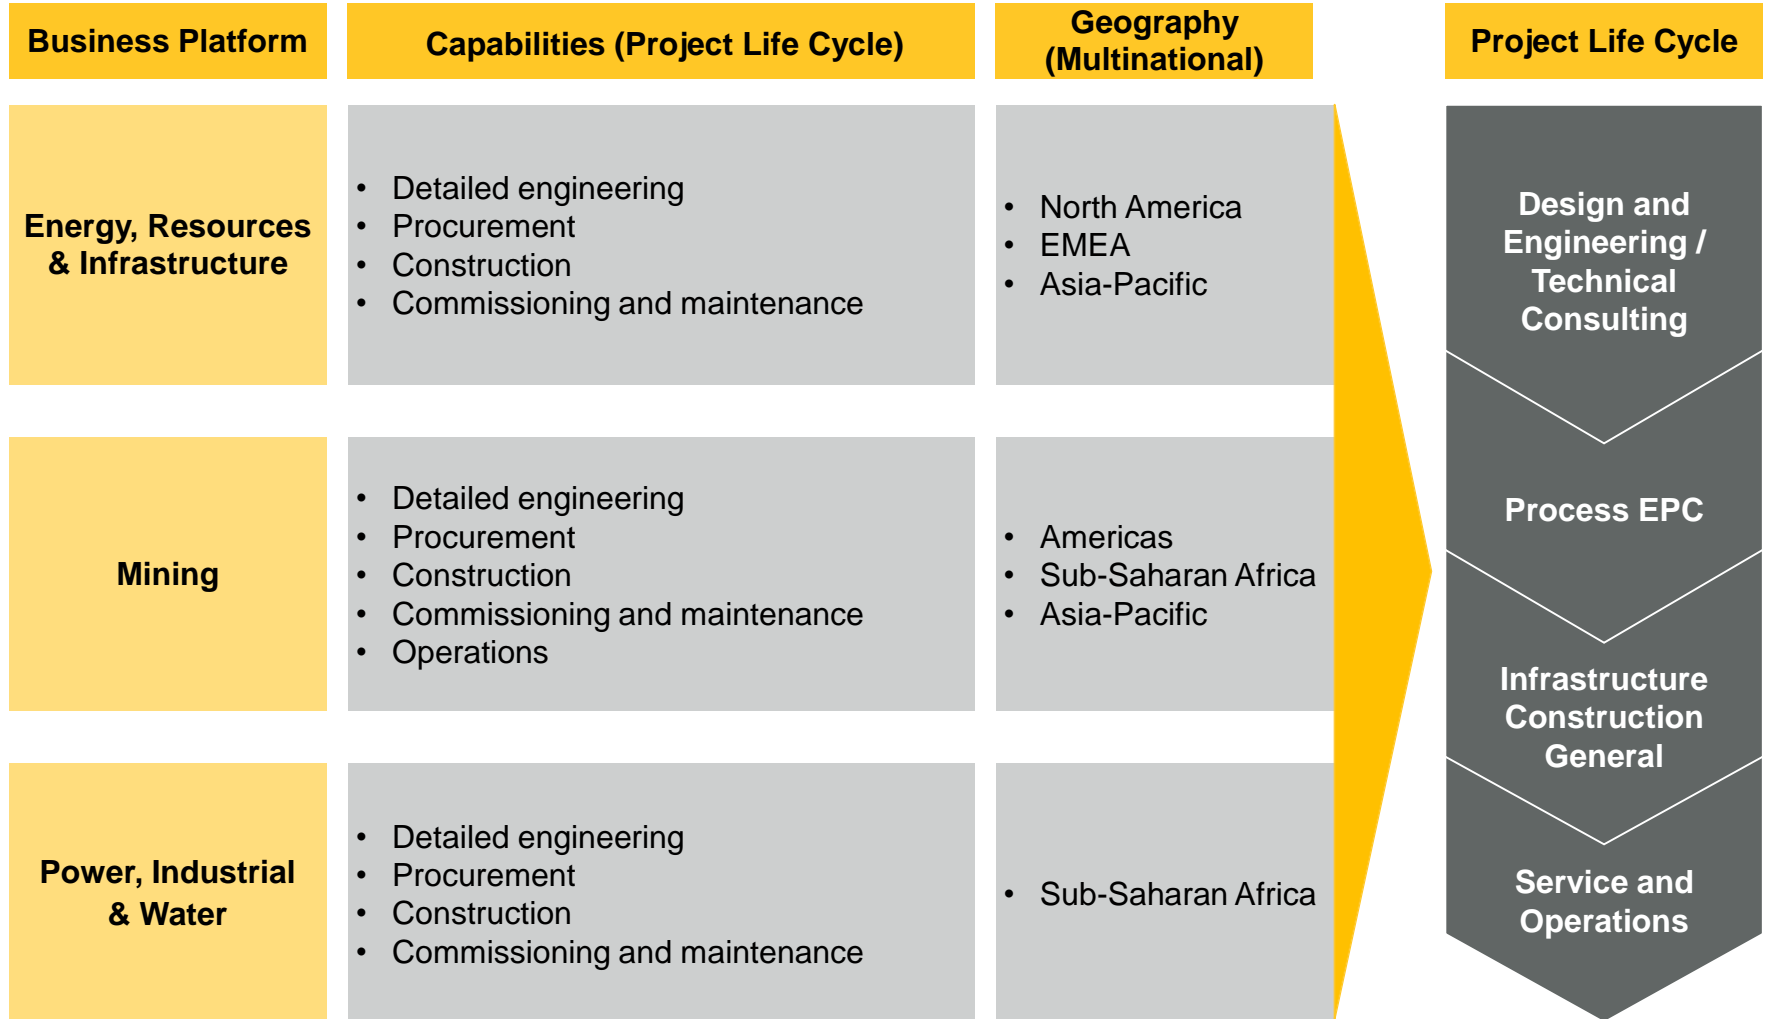 Business Platform
Capabilities (Project Life Cycle)
Geography
(Multinational)
Project Life Cycle
Energy, Resources
& Infrastructure
• Detailed engineering
• Procurement
• Construction
• Commissioning and maintenance
• North America
• EMEA
• Asia-Pacific
Mining
• Detailed engineering
• Procurement
• Construction
• Commissioning and maintenance
• Operations
• Americas
• Sub-Saharan Africa
• Asia-Pacific
Power, Industrial
& Water
• Detailed engineering
• Procurement
• Construction
• Commissioning and maintenance
• Sub-Saharan Africa
Design and
Engineering /
Technical
Consulting
Process EPC
Infrastructure
Construction
General
Service and
Operations